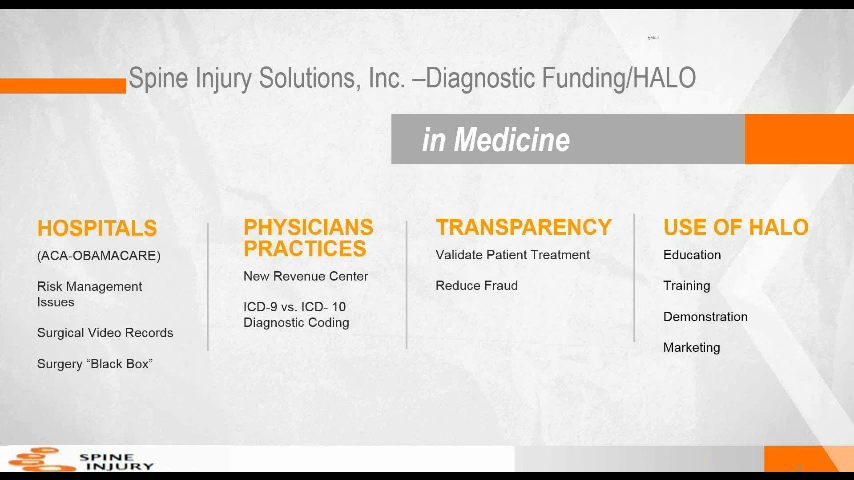 Spine Injury Solutions, Inc. –Diagnostic Funding/HALO
in Medicine
HOSPITALS
(ACA-OBAMACARE)
Risk Management
Issues
Surgical Video Records
Surgery “Black Box”
PHYSICIANS
PRACTICES
New Revenue Center
ICD-9 vs. ICD- 10
Diagnostic Coding
TRANSPARENCY
Validate Patient Treatment
Reduce Fraud
USE OF HALO
Education
Training
Demonstration
Marketing
SPINE
INJURY